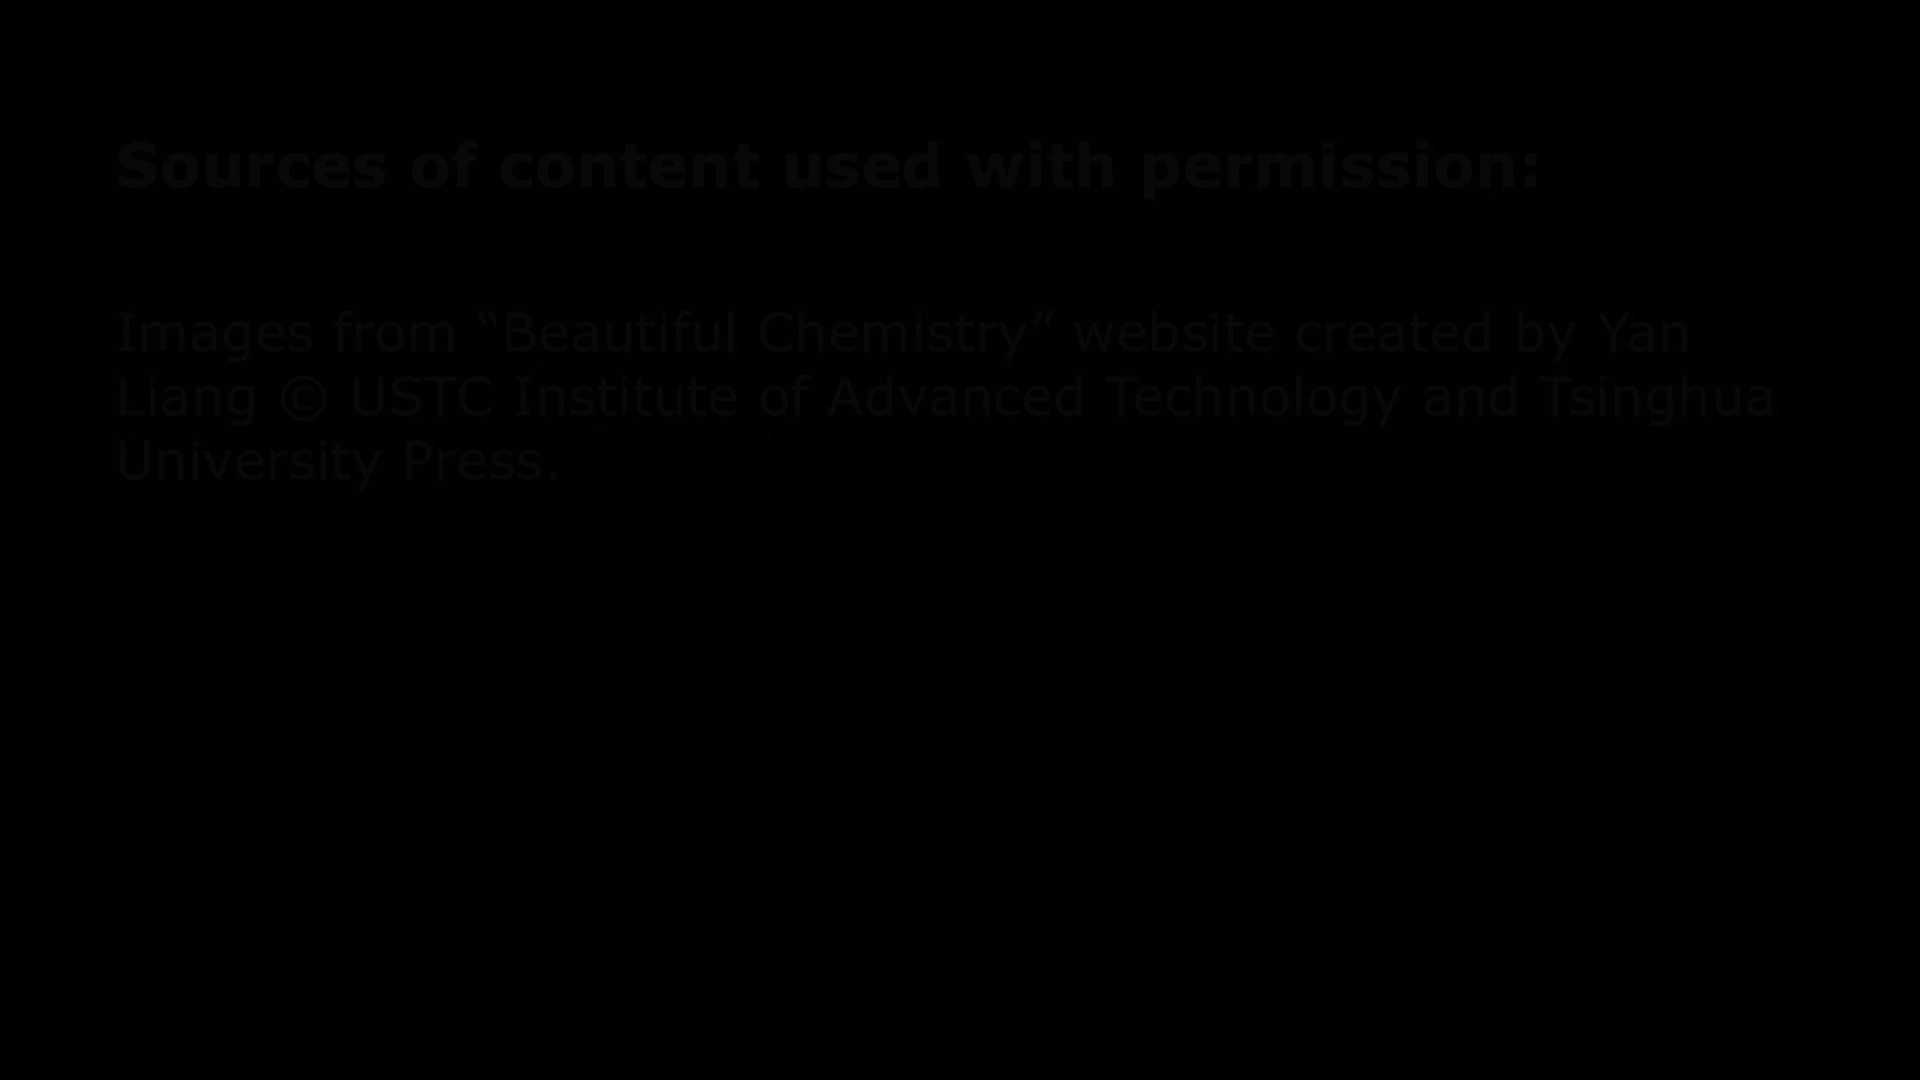 Sources of content used with permission:
Images from “Beautiful Chemistry” website created by Yan
Liang © USTC Institute of Advanced Technology and Tsinghua
University Press.